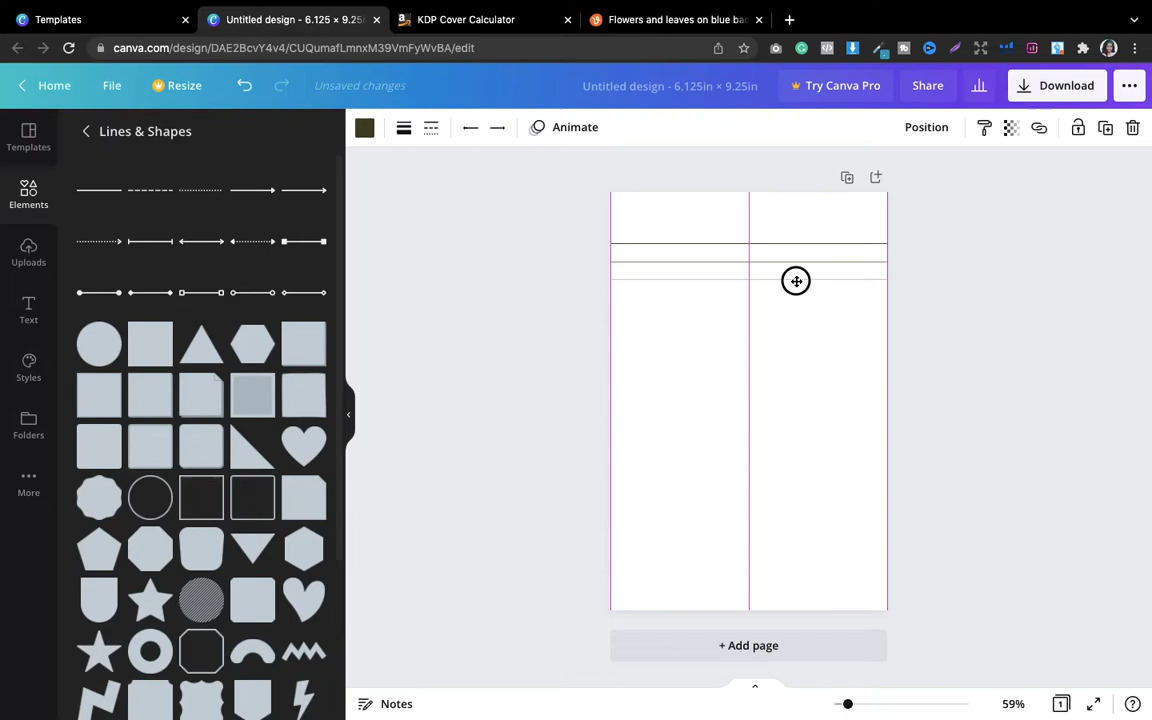 Templates
Untitled design - 6.125 × 9.25i
KDP Cover Calculator
Flowers and leaves on blue bac
canva.com/design/DAE2BcvY4v4/CUQumafLmnxM39VmFyWvBA/edit
Home
File
Resize
Unsaved changes
Untitled design - 6.125in × 9.25in
Try Canva Pro
Share
Download
Templates
Elements
Uploads
Text
Styles
Folders
More
Lines & Shapes
Animate
Position
+ Add page
Notes
59%
1